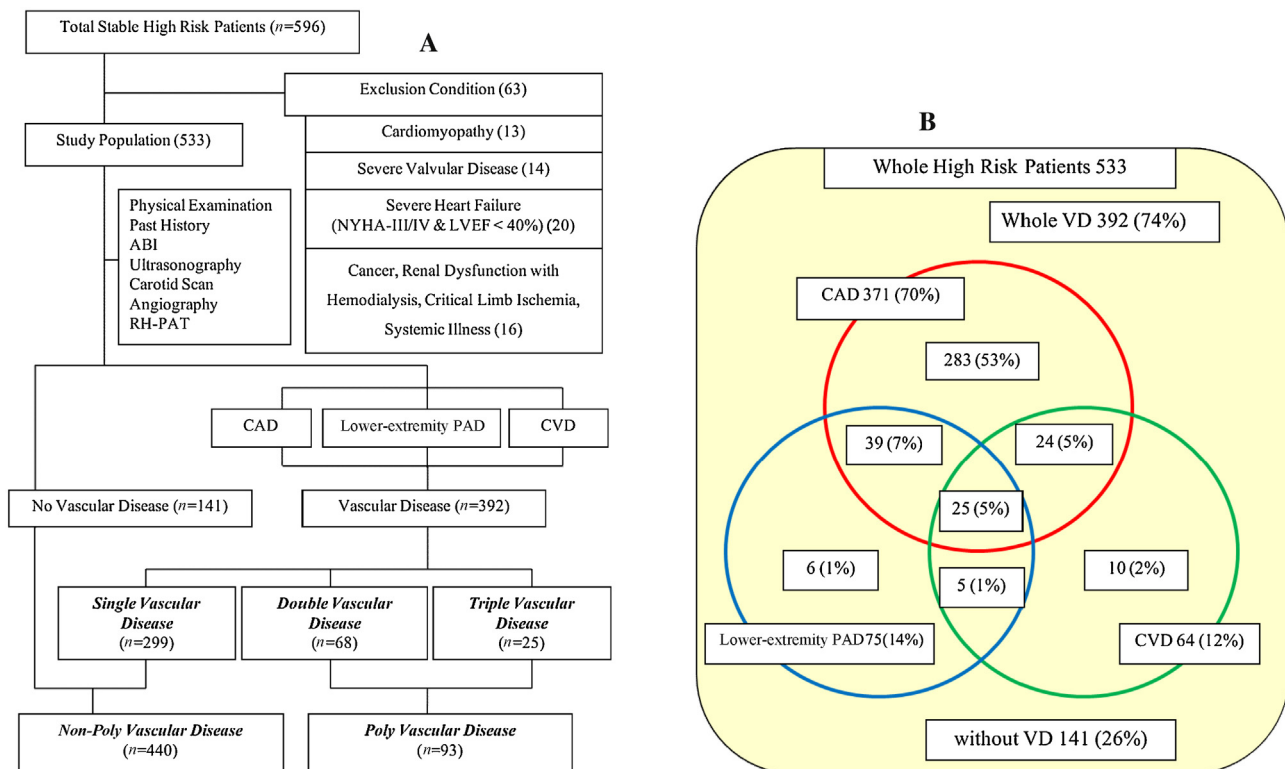 Total Stable High Risk Patients (n=596)
A
Exclusion Condition (63)
Study Population (533)
Cardiomyopathy (13)
Severe Valvular Disease (14)
Severe Heart Failure
(NYHA-III/IV & LVEF < 40%) (20)
Cancer, Renal Dysfunction with
Hemodialysis, Critical Limb Ischemia,
Systemic Illness (16)
Physical Examination
Past History
ABI
Ultrasonography
Carotid Scan
Angiography
RH-PAT
CAD
Lower-extremity PAD
CVD
No Vascular Disease (n=141)
Vascular Disease (n=392)
Single Vascular
Disease
(n=299)
Double Vascular
Disease
(n=68)
Triple Vascular
Disease
(n=25)
Non-Poly Vascular Disease
(n=440)
Poly Vascular Disease
(n=93)
B
Whole High Risk Patients 533
Whole VD 392 (74%)
CAD 371 (70%)
283 (53%)
39 (7%)
24 (5%)
25 (5%)
6 (1%)
5 (1%)
10 (2%)
Lower-extremity PAD 75(14%)
CVD 64 (12%)
without VD 141 (26%)